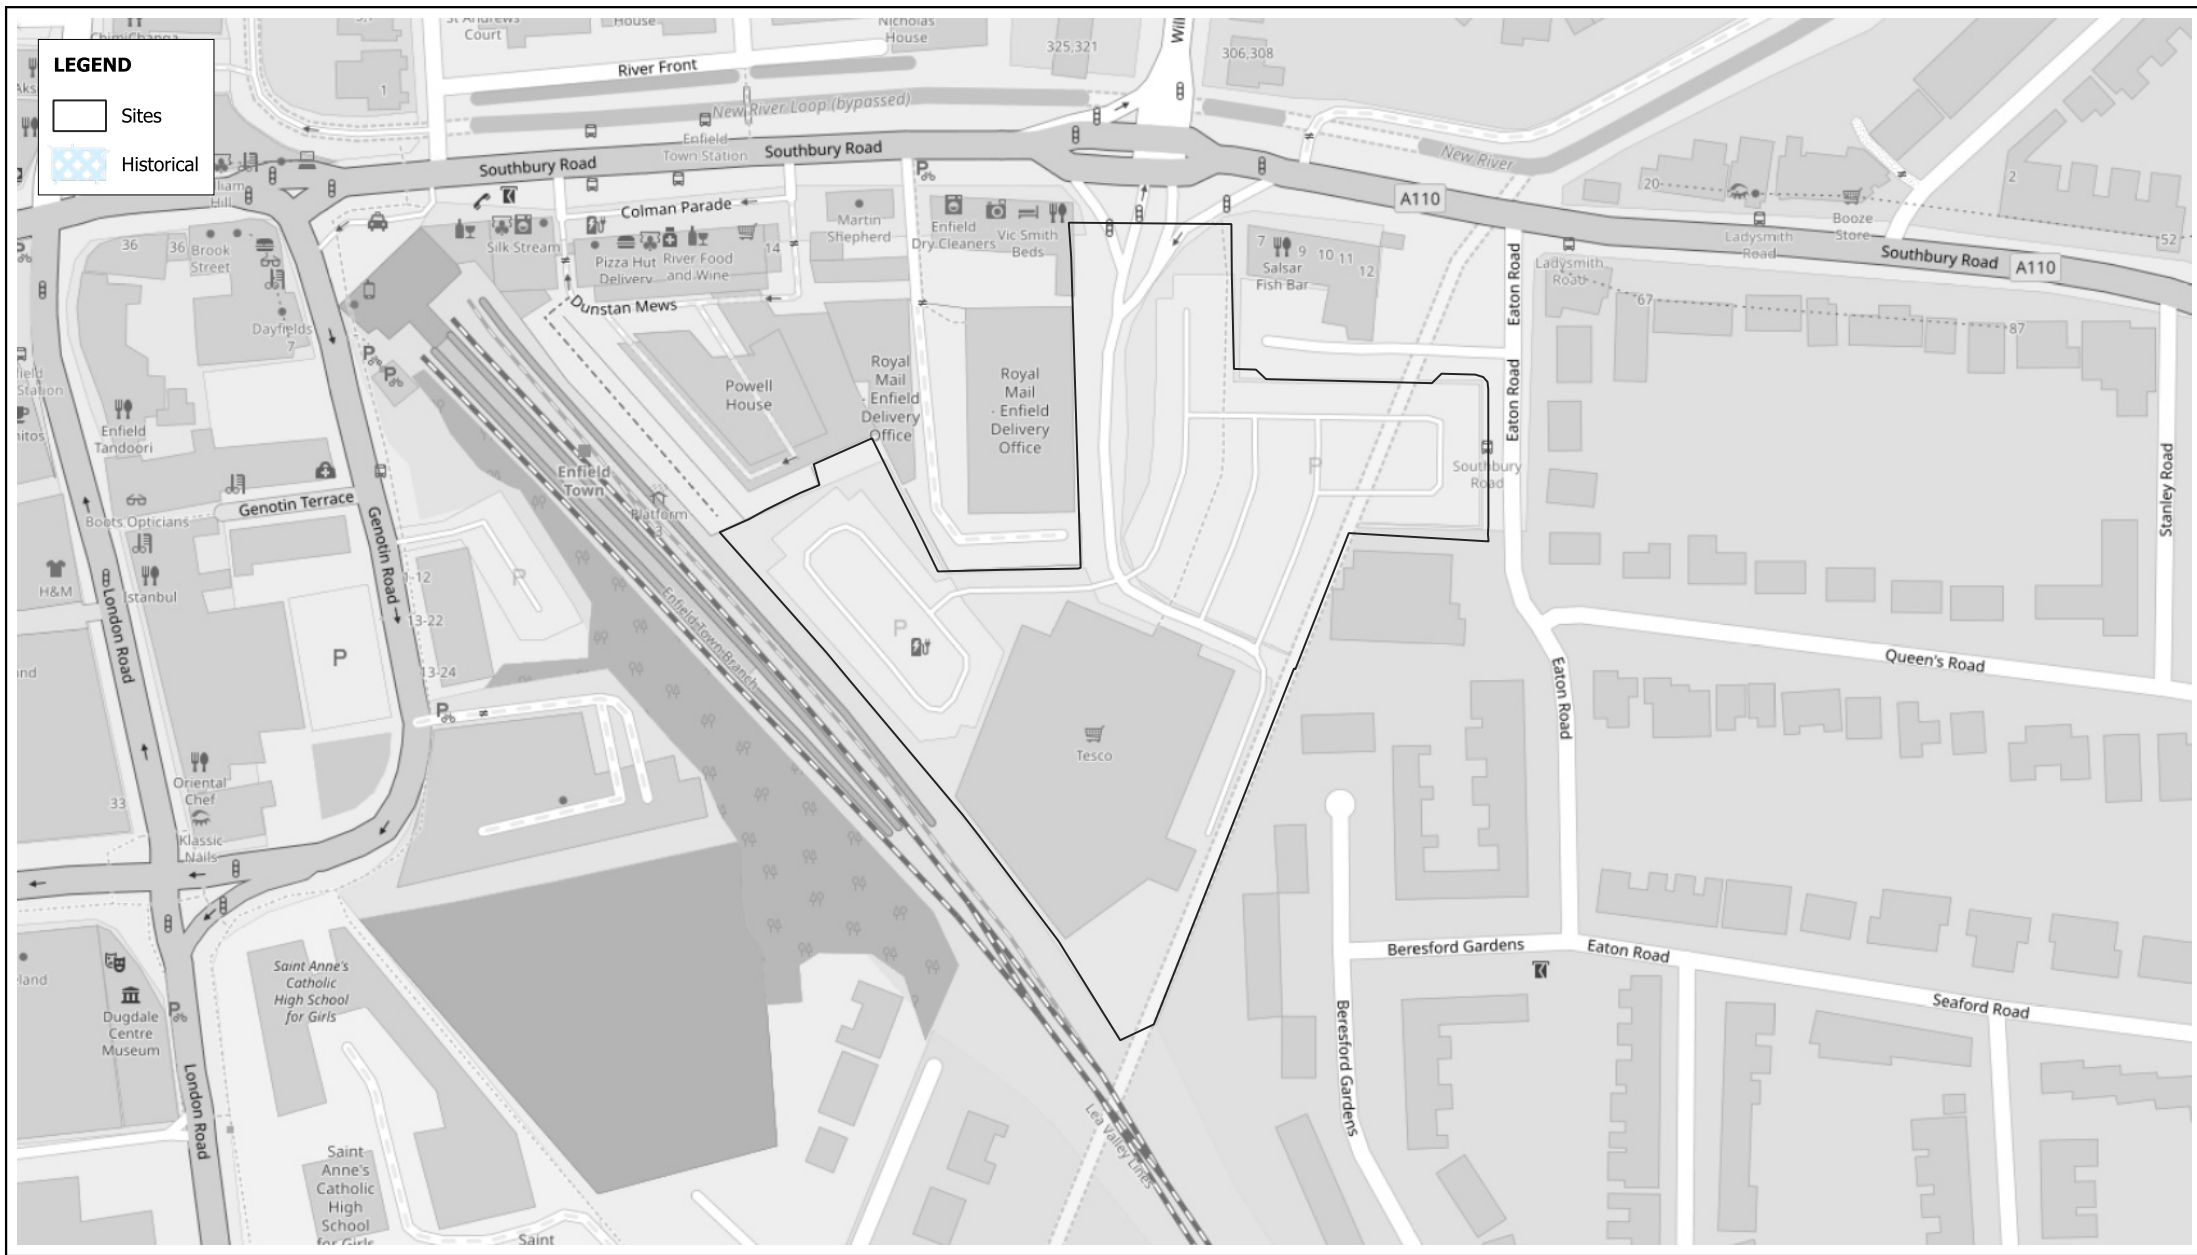 LEGEND
Sites
Historical
St Andrews
Court
House
Nicholas
House
325,321
306,308
Will
1
River Front
New River Loop (bypassed)
Enfield
Town Station
Southbury Road
Southbury Road
New River
A110
20
2
Booze
Store
Ladysmith
Road
52
Southbury Road
A110
Ladysmith
Road
67
87
Hill
36
36
Brook
Street
Dayfields
7
Silk Stream
Colman Parade
14
Pizza Hut
Delivery
River Food
and Wine
Dunstan Mews
Martin
Shepherd
Enfield
Dry Cleaners
Vic Smith
Beds
7
9
10
11
12
Salsar
Fish Bar
Eaton Road
Eaton Road
Stanley Road
Royal
Mail
- Enfield
Delivery
Office
Royal
Mail
- Enfield
Delivery
Office
Powell
House
Station
Enfield
Tandoori
Enfield
Town
Platform
3
P
Southbury
Road
Genotin Terrace
Boots Opticians
Genotin Road
H&M
Istanbul
London Road
1-12
13-22
13-24
P
P
P
Enfield Town Branch
Tesco
Queen's Road
Eaton Road
Oriental
Chef
33
Klassic
Nails
Beresford Gardens
Eaton Road
Seaford Road
Beresford Gardens
Saint Anne's
Catholic
High School
for Girls
Dugdale
Centre
Museum
London Road
Lea Valley Lines
Saint
Anne's
Catholic
High
School
for Girls
Saint